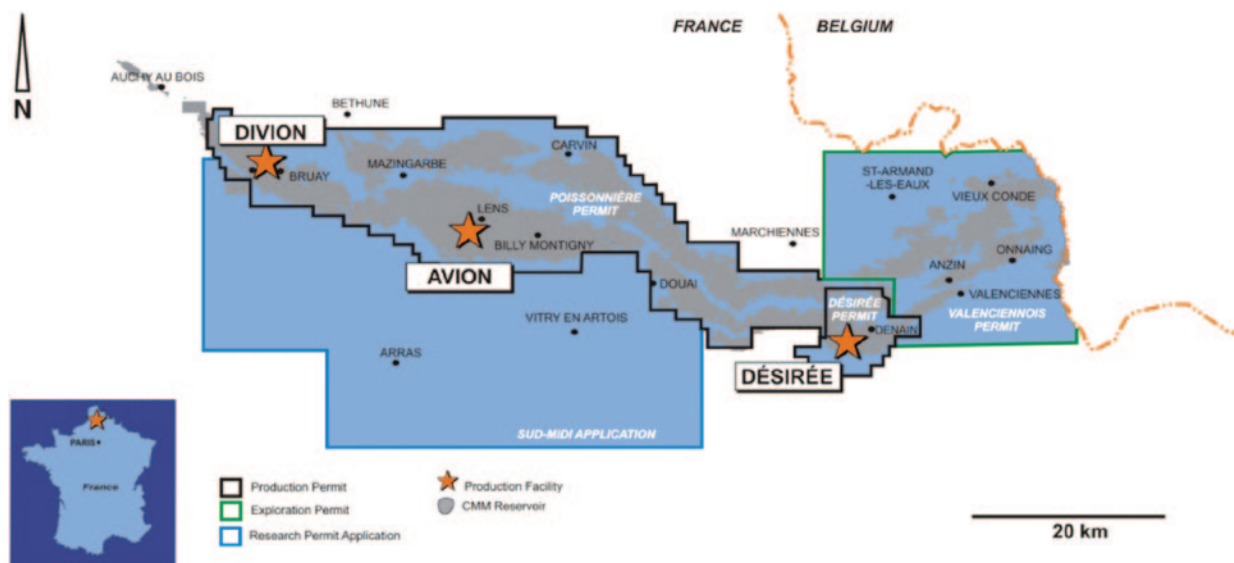 FRANCE
BELGIUM
N
AUCHY AU BOIS
BETHUNE
DIVION
BRUAY
MAZINGARBE
CARVIN
POISSONNIÈRE
PERMIT
LENS
BILLY MONTIGNY
AVION
ST-ARMAND
-LES-EAUX
VIEUX CONDE
MARCHIENNES
ONNAING
ANZIN
VALENCIENNES
VALENCIENNOIS
PERMIT
DOUAI
DÉSIRÉE
PERMIT
DENAIN
DÉSIRÉE
VITRY EN ARTOIS
ARRAS
SUD-MIDI APPLICATION
PARIS
France
Production Permit
Exploration Permit
Research Permit Application
Production Facility
CMM Reservoir
20 km